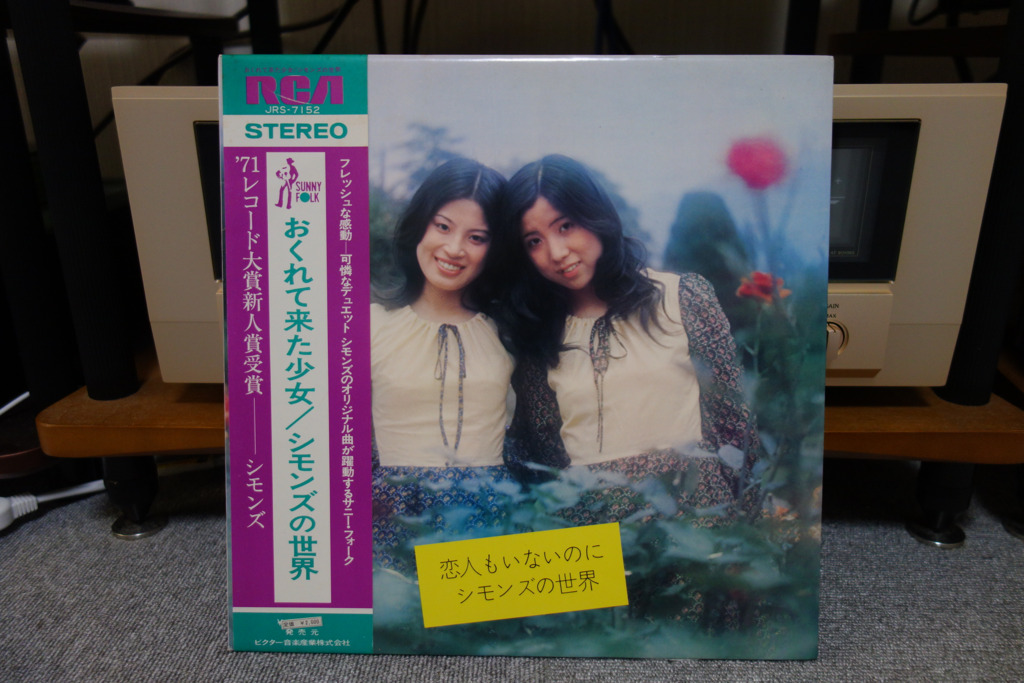 RCA
JRS-7152
STEREO
SUNNY
FOLK
フレッシュな感動―可憐なデュエット シモンズのオリジナル曲が躍動するサニー・フォーク
おくれて来た少女/シモンズの世界
'71レコード大賞新人賞受賞――シモンズ
恋人もいないのに
シモンズの世界
定価
発売元
ビクター音楽産業株式会社